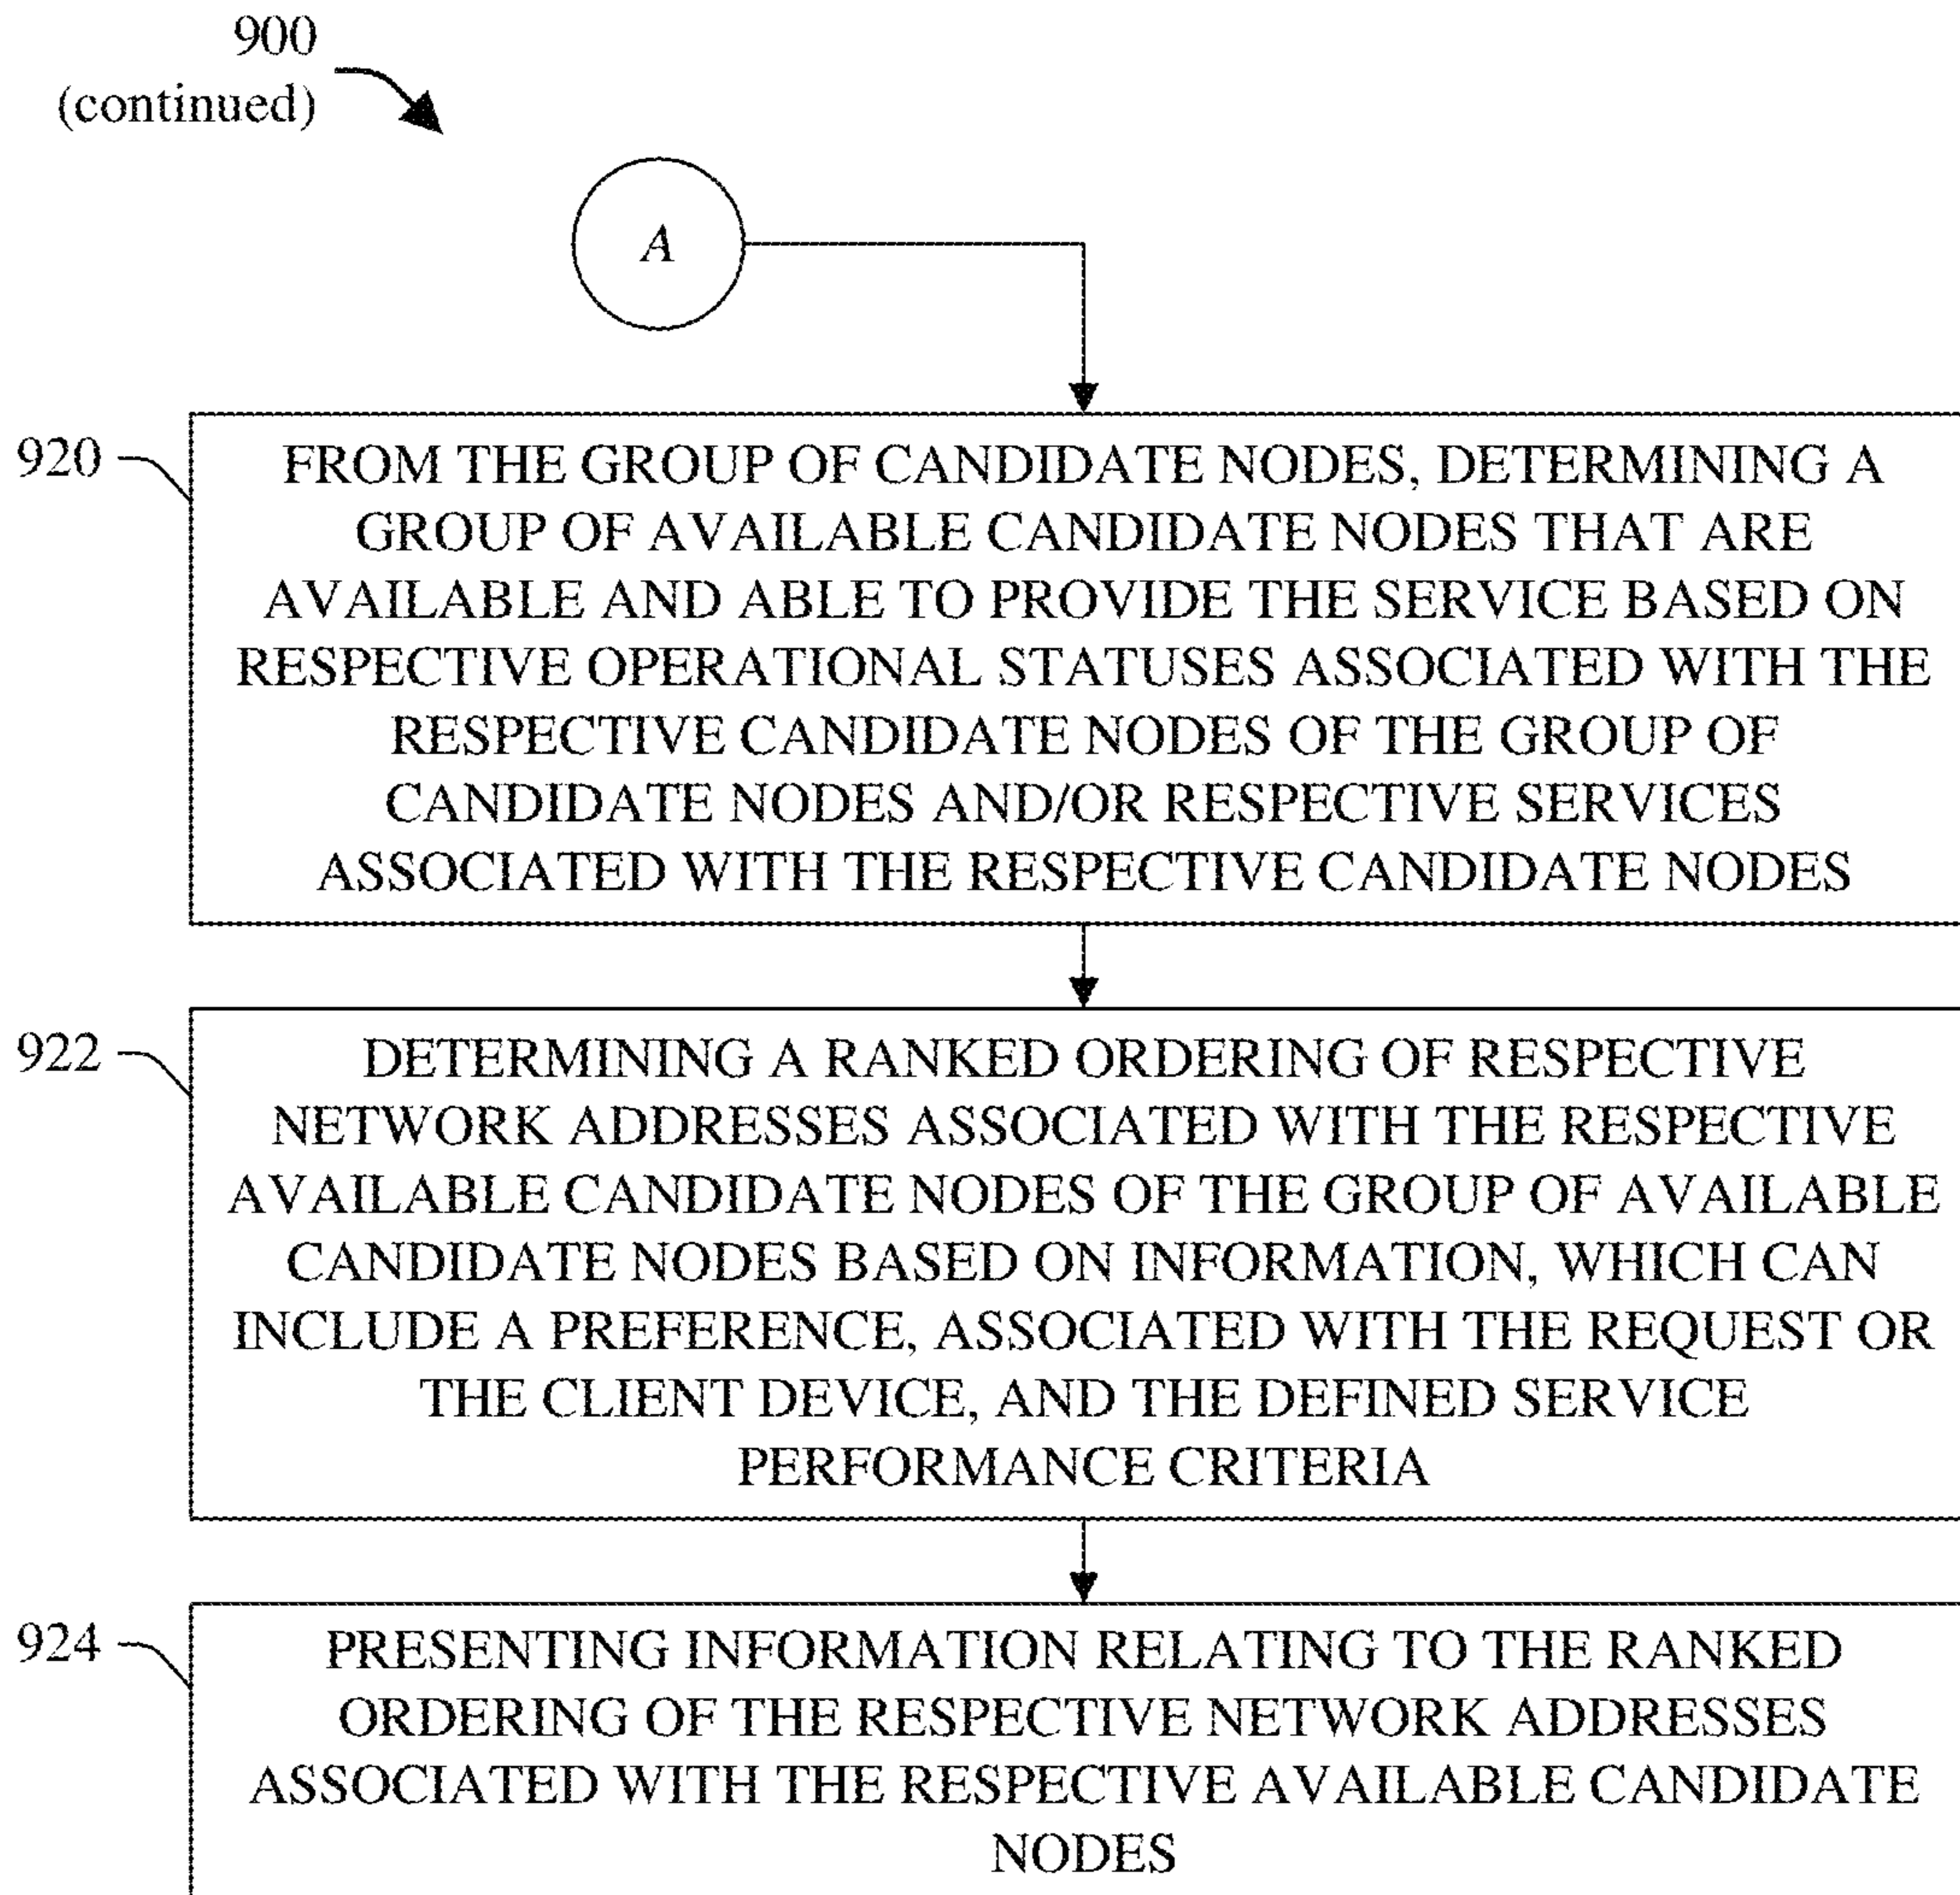 900
(continued)
A
920
FROM THE GROUP OF CANDIDATE NODES, DETERMINING A
GROUP OF AVAILABLE CANDIDATE NODES THAT ARE
AVAILABLE AND ABLE TO PROVIDE THE SERVICE BASED ON
RESPECTIVE OPERATIONAL STATUSES ASSOCIATED WITH THE
RESPECTIVE CANDIDATE NODES OF THE GROUP OF
CANDIDATE NODES AND/OR RESPECTIVE SERVICES
ASSOCIATED WITH THE RESPECTIVE CANDIDATE NODES
922
DETERMINING A RANKED ORDERING OF RESPECTIVE
NETWORK ADDRESSES ASSOCIATED WITH THE RESPECTIVE
AVAILABLE CANDIDATE NODES OF THE GROUP OF AVAILABLE
CANDIDATE NODES BASED ON INFORMATION, WHICH CAN
INCLUDE A PREFERENCE, ASSOCIATED WITH THE REQUEST OR
THE CLIENT DEVICE, AND THE DEFINED SERVICE
PERFORMANCE CRITERIA
924
PRESENTING INFORMATION RELATING TO THE RANKED
ORDERING OF THE RESPECTIVE NETWORK ADDRESSES
ASSOCIATED WITH THE RESPECTIVE AVAILABLE CANDIDATE
NODES